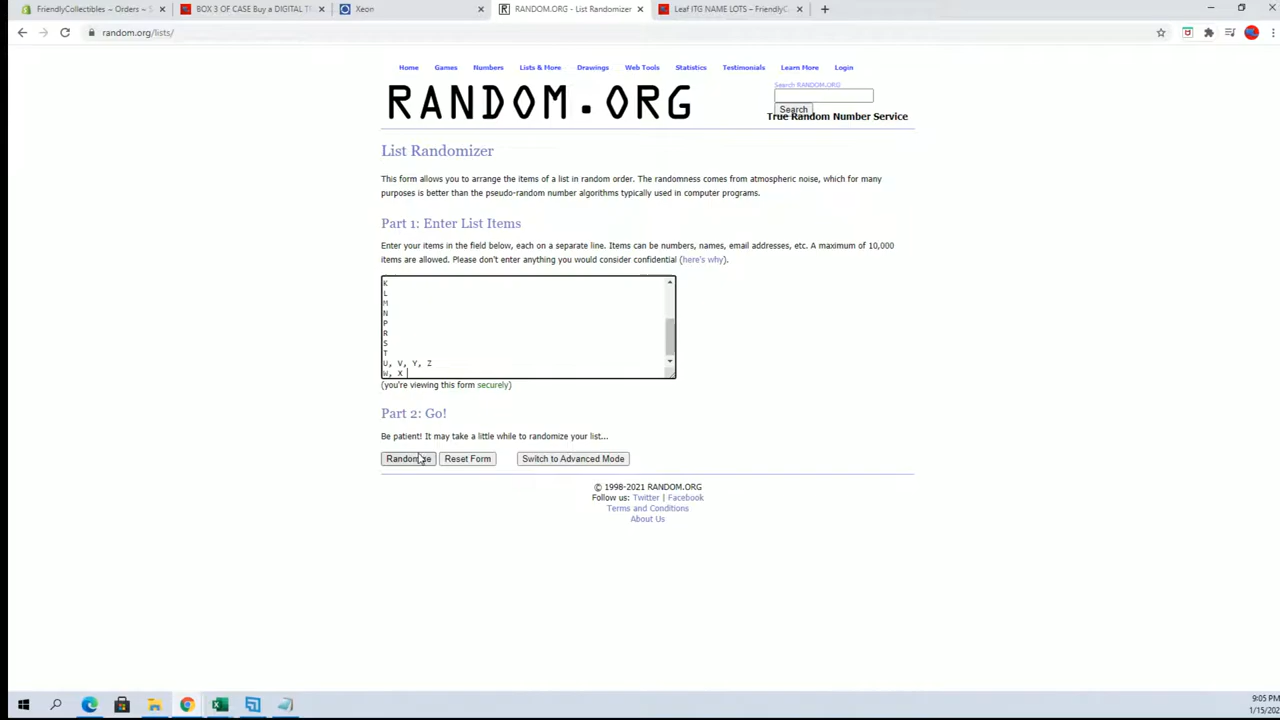 FriendlyCollectibles ~ Orders ~ S
BOX 3 OF CASE Buy a DIGITAL T
Xeon
RANDOM.ORG - List Randomizer
Leaf ITG NAME LOTS – FriendlyC
random.org/lists/
Home Games Numbers Lists & More Drawings Web Tools Statistics Testimonials Learn More Login
RANDOM.ORG
Search RANDOM.ORG
Search
True Random Number Service
List Randomizer
This form allows you to arrange the items of a list in random order. The randomness comes from atmospheric noise, which for many
purposes is better than the pseudo-random number algorithms typically used in computer programs.
Part 1: Enter List Items
Enter your items in the field below, each on a separate line. Items can be numbers, names, email addresses, etc. A maximum of 10,000
items are allowed. Please don't enter anything you would consider confidential (here's why).
K
L
M
N
P
R
S
T
U, V, Y, Z
W, X
(you're viewing this form securely)
Part 2: Go!
Be patient! It may take a little while to randomize your list...
Randomize Reset Form Switch to Advanced Mode
© 1998-2021 RANDOM.ORG
Follow us: Twitter | Facebook
Terms and Conditions
About Us
9:05 PM
1/15/202